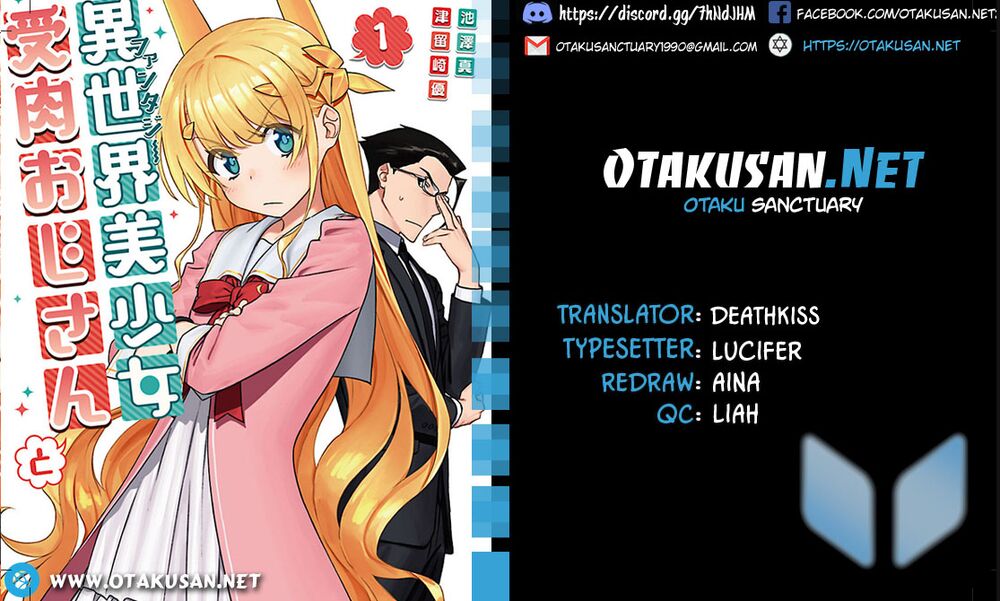 異世界美少女
ファンタジー
受肉おじさん
と
1
池澤真
津留崎優
WWW.OTAKUSAN.NET
https://discord.gg/7hNdJHM
FACEBOOK.COM/OTAKUSAN.NET
OTAKUSANCTUARY1990@GMAIL.COM
HTTPS://OTAKUSAN.NET
OTAKUSAN.NET
OTAKU SANCTUARY
TRANSLATOR: DEATHKISS
TYPESETTER: LUCIFER
REDRAW: AINA
QC: LIAH